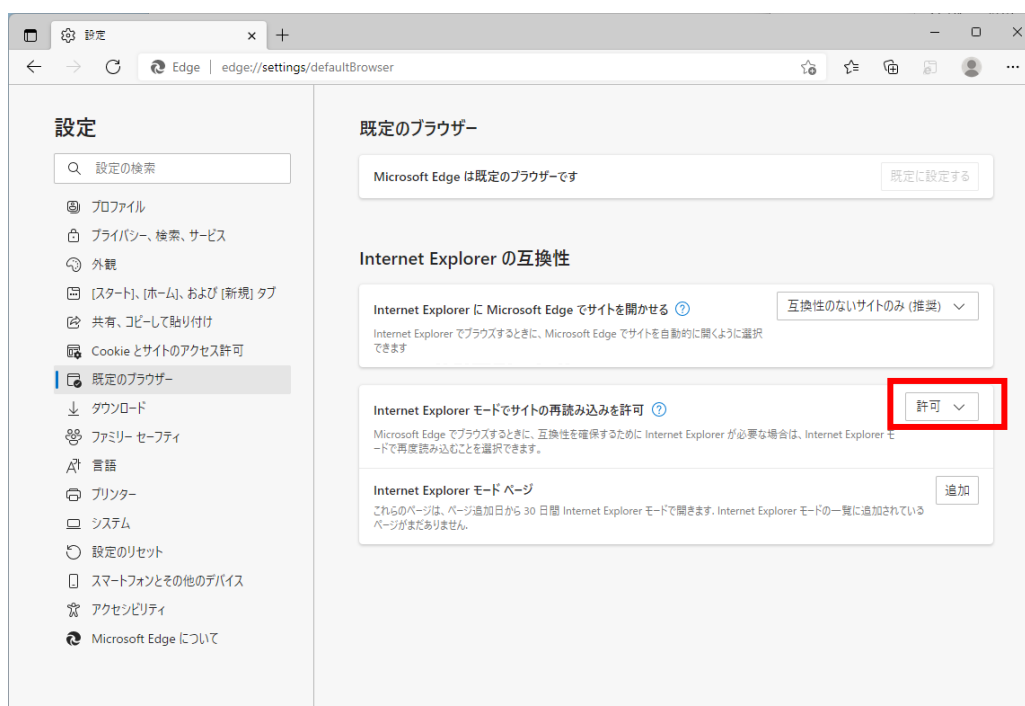 設定
Edge | edge://settings/defaultBrowser
設定
設定の検索
プロファイル
プライバシー、検索、サービス
外観
[スタート]、[ホーム]、および [新規] タブ
共有、コピーして貼り付け
Cookie とサイトのアクセス許可
既定のブラウザー
ダウンロード
ファミリー セーフティ
言語
プリンター
システム
設定のリセット
スマートフォンとその他のデバイス
アクセシビリティ
Microsoft Edge について
既定のブラウザー
Microsoft Edge は既定のブラウザーです
既定に設定する
Internet Explorer の互換性
Internet Explorer に Microsoft Edge でサイトを開かせる
互換性のないサイトのみ (推奨)
Internet Explorer でブラウズするときに、Microsoft Edge でサイトを自動的に開くように選択
できます
Internet Explorer モードでサイトの再読み込みを許可
許可
Microsoft Edge でブラウズするときに、互換性を確保するために Internet Explorer が必要な場合は、Internet Explorer モ
ードで再度読み込むことを選択できます。
Internet Explorer モード ページ
追加
これらのページは、ページ追加日から 30 日間 Internet Explorer モードで開きます. Internet Explorer モードの一覧に追加されている
ページがまだありません.